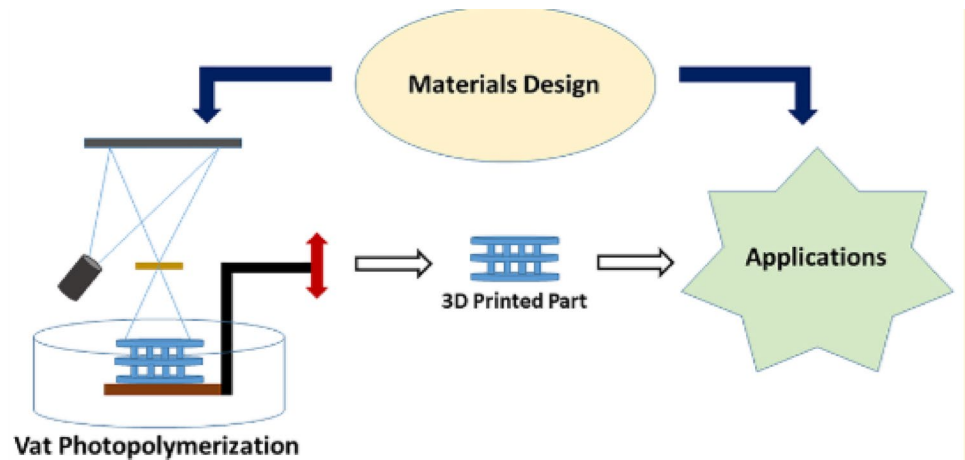 Materials Design
Applications
3D Printed Part
Vat Photopolymerization